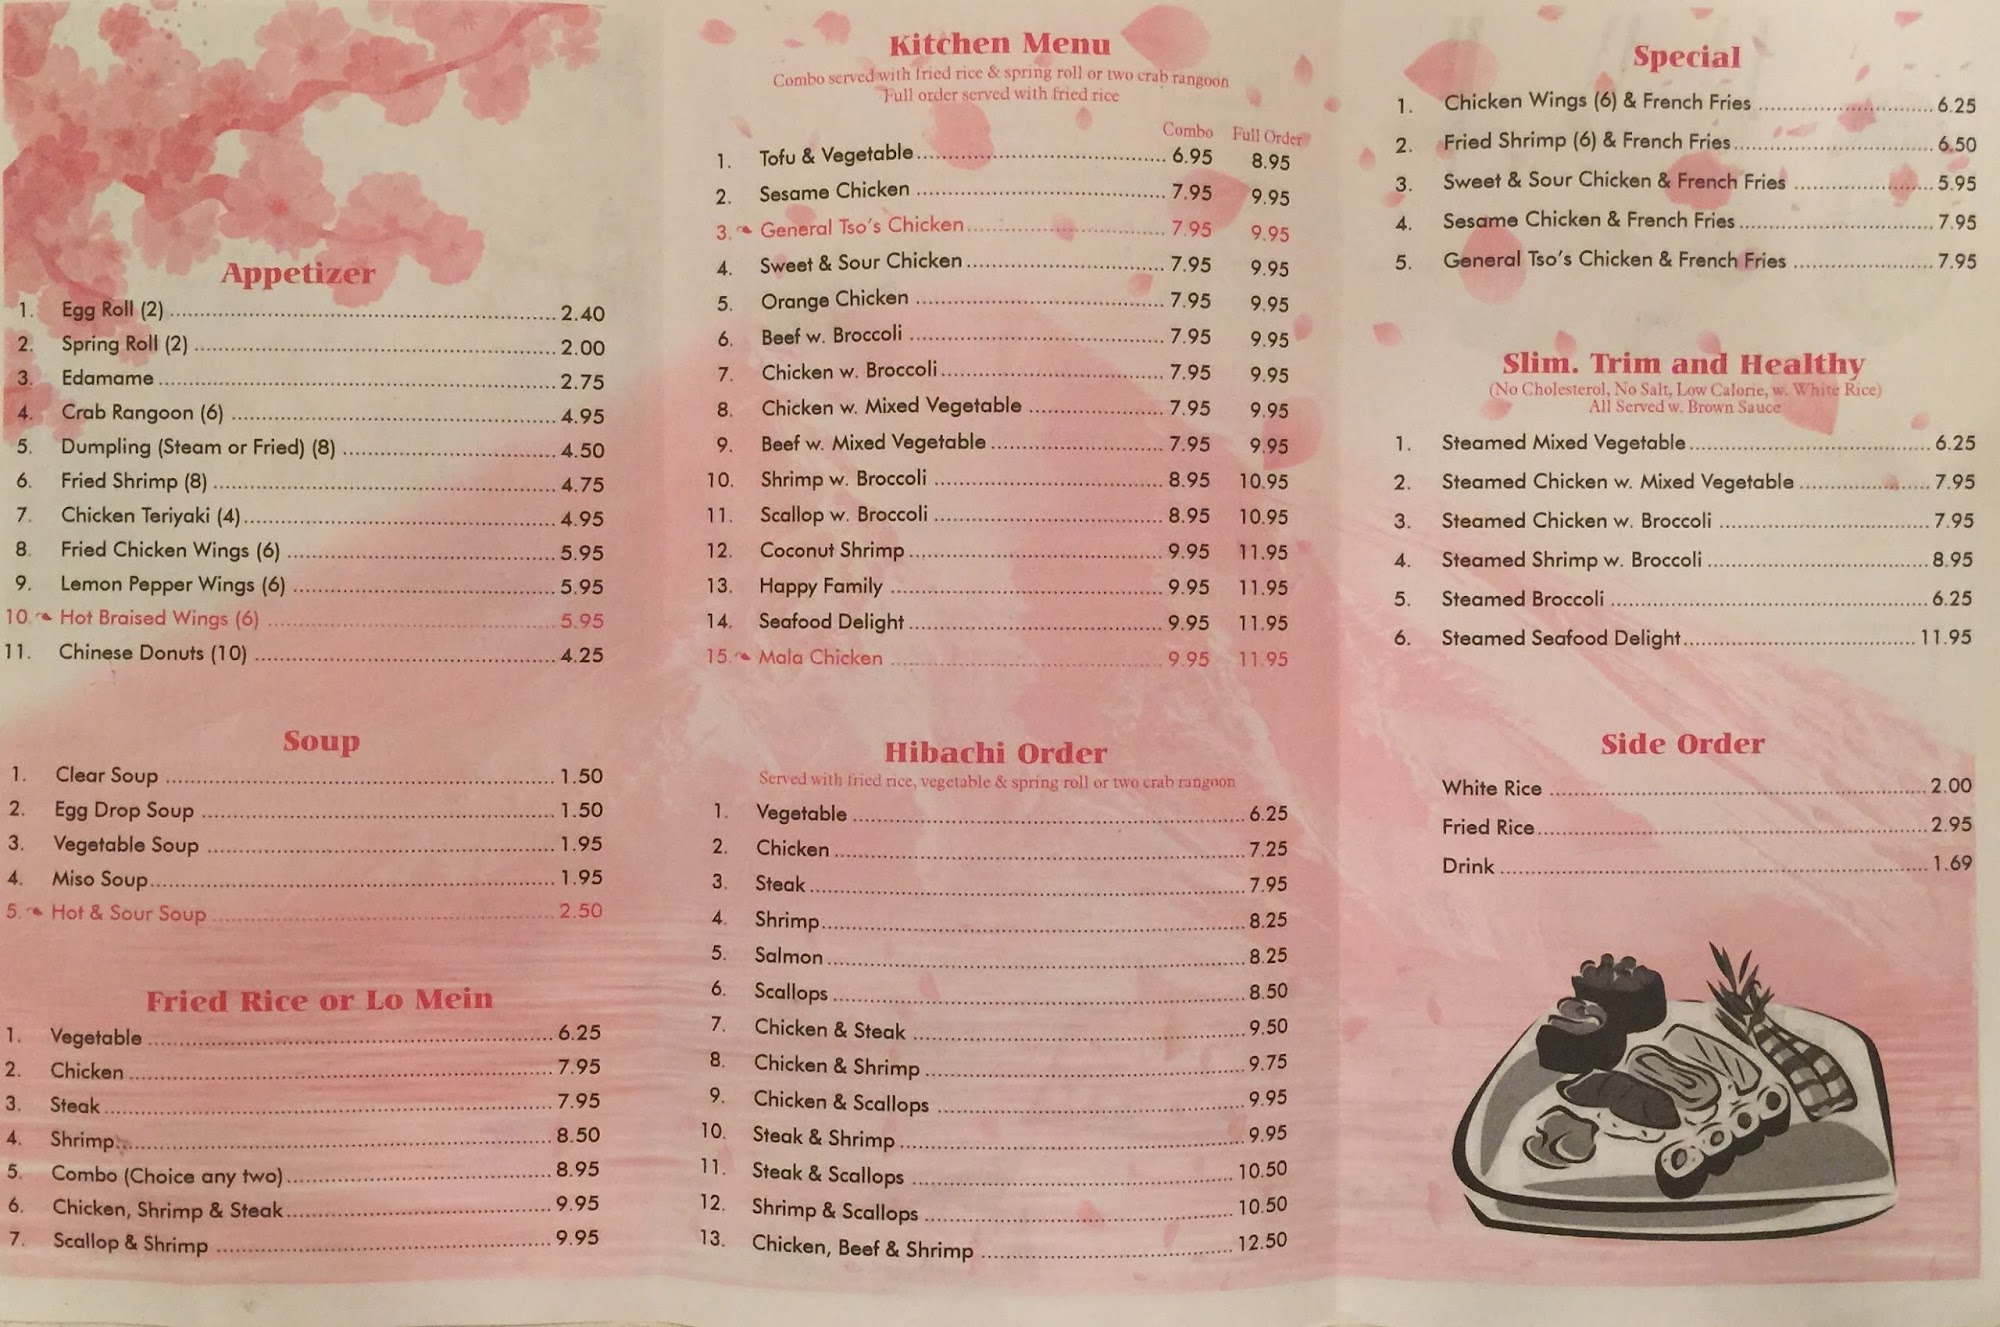 Appetizer
1. Egg Roll (2) 2.40
2. Spring Roll (2) 2.00
3. Edamame 2.75
4. Crab Rangoon (6) 4.95
5. Dumpling (Steam or Fried) (8) 4.50
6. Fried Shrimp (8) 4.75
7. Chicken Teriyaki (4) 4.95
8. Fried Chicken Wings (6) 5.95
9. Lemon Pepper Wings (6) 5.95
10. Hot Braised Wings (6) 5.95
11. Chinese Donuts (10) 4.25
Soup
1. Clear Soup 1.50
2. Egg Drop Soup 1.50
3. Vegetable Soup 1.95
4. Miso Soup 1.95
5. Hot & Sour Soup 2.50
Fried Rice or Lo Mein
1. Vegetable 6.25
2. Chicken 7.95
3. Steak 7.95
4. Shrimp 8.50
5. Combo (Choice any two) 8.95
6. Chicken, Shrimp & Steak 9.95
7. Scallop & Shrimp 9.95
Kitchen Menu
Combo served with fried rice & spring roll or two crab rangoon
Full order served with fried rice
Combo Full Order
1. Tofu & Vegetable 6.95 8.95
2. Sesame Chicken 7.95 9.95
3. General Tso's Chicken 7.95 9.95
4. Sweet & Sour Chicken 7.95 9.95
5. Orange Chicken 7.95 9.95
6. Beef w. Broccoli 7.95 9.95
7. Chicken w. Broccoli 7.95 9.95
8. Chicken w. Mixed Vegetable 7.95 9.95
9. Beef w. Mixed Vegetable 7.95 9.95
10. Shrimp w. Broccoli 8.95 10.95
11. Scallop w. Broccoli 8.95 10.95
12. Coconut Shrimp 9.95 11.95
13. Happy Family 9.95 11.95
14. Seafood Delight 9.95 11.95
15. Mala Chicken 9.95 11.95
Hibachi Order
Served with fried rice, vegetable & spring roll or two crab rangoon
1. Vegetable 6.25
2. Chicken 7.25
3. Steak 7.95
4. Shrimp 8.25
5. Salmon 8.25
6. Scallops 8.50
7. Chicken & Steak 9.50
8. Chicken & Shrimp 9.75
9. Chicken & Scallops 9.95
10. Steak & Shrimp 9.95
11. Steak & Scallops 10.50
12. Shrimp & Scallops 10.50
13. Chicken, Beef & Shrimp 12.50
Special
1. Chicken Wings (6) & French Fries 6.25
2. Fried Shrimp (6) & French Fries 6.50
3. Sweet & Sour Chicken & French Fries 5.95
4. Sesame Chicken & French Fries 7.95
5. General Tso's Chicken & French Fries 7.95
Slim. Trim and Healthy
(No Cholesterol, No Salt, Low Calorie, w. White Rice)
All Served w. Brown Sauce
1. Steamed Mixed Vegetable 6.25
2. Steamed Chicken w. Mixed Vegetable 7.95
3. Steamed Chicken w. Broccoli 7.95
4. Steamed Shrimp w. Broccoli 8.95
5. Steamed Broccoli 6.25
6. Steamed Seafood Delight 11.95
Side Order
White Rice 2.00
Fried Rice 2.95
Drink 1.69